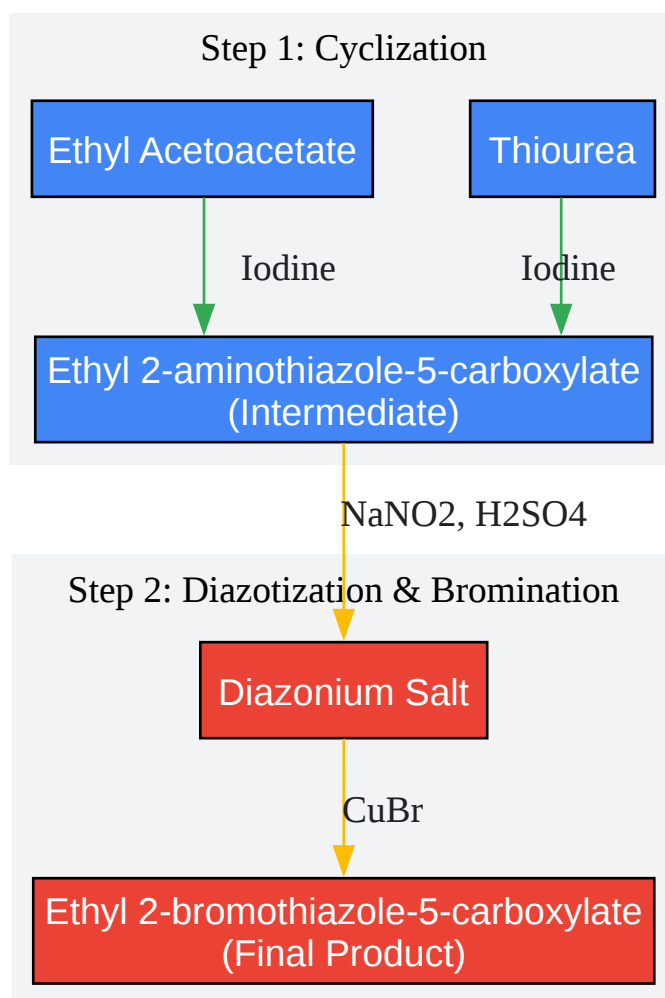 Step 1: Cyclization
Ethyl Acetoacetate
Thiourea
Iodine
Iodine
Ethyl 2-aminothiazole-5-carboxylate
(Intermediate)
NaNO2, H2SO4
Step 2: Diazotization & Bromination
Diazonium Salt
CuBr
Ethyl 2-bromothiazole-5-carboxylate
(Final Product)